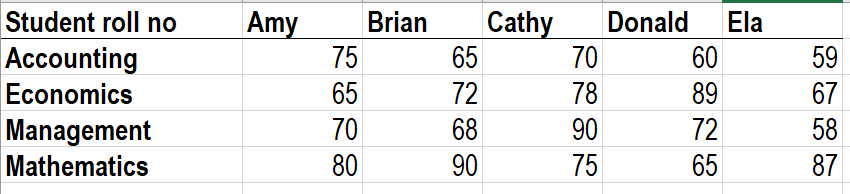 Student roll no Amy Brian Cathy Donald Ela
Accounting 75 65 70 60 59
Economics 65 72 78 89 67
Management 70 68 90 72 58
Mathematics 80 90 75 65 87